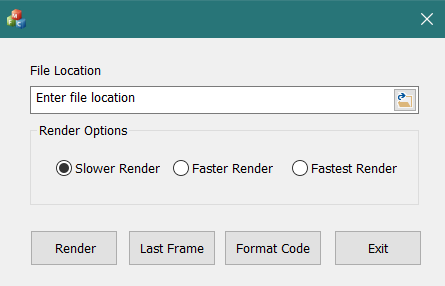 File Location
Enter file location
Render Options
Slower Render Faster Render Fastest Render
Render Last Frame Format Code Exit